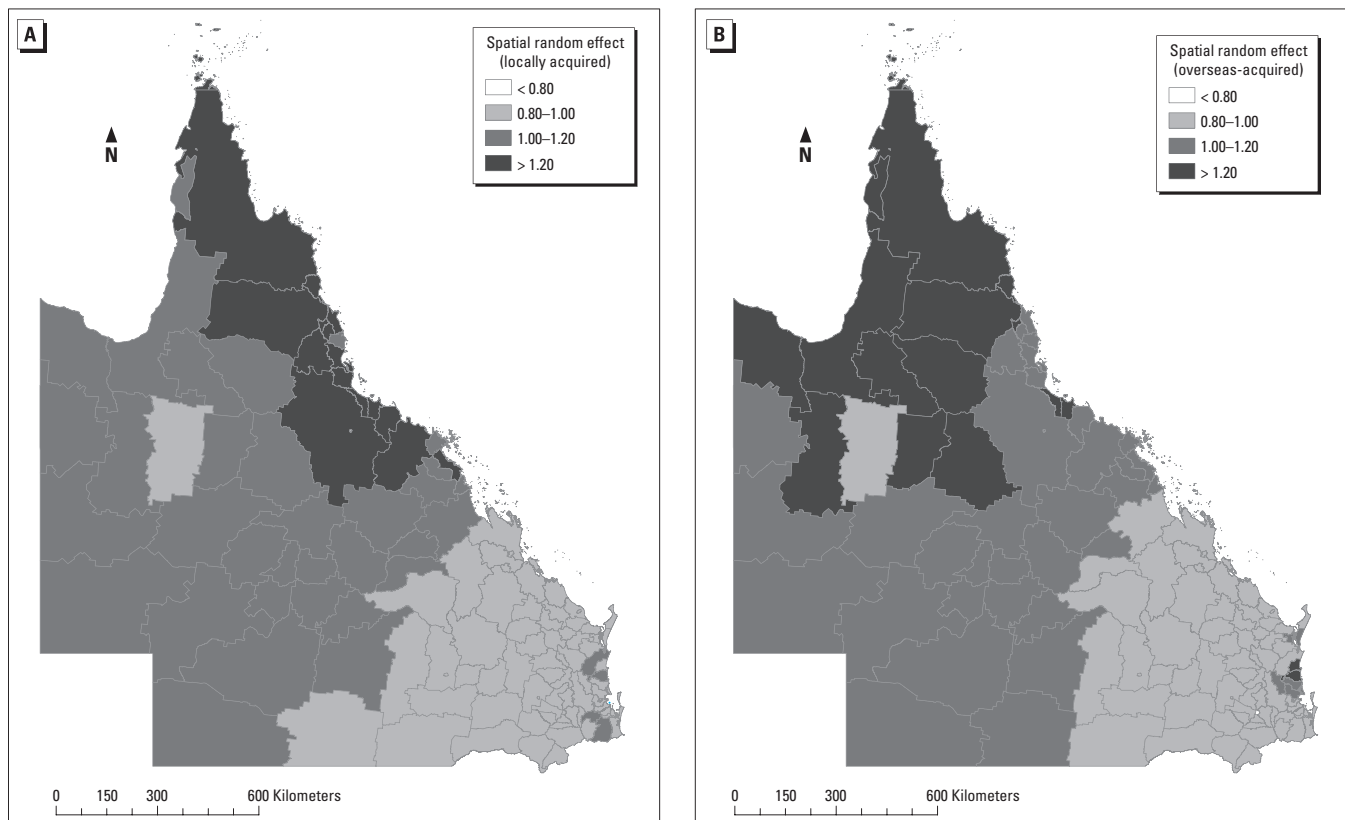 A
Spatial random effect
(locally acquired)
< 0.80
0.80–1.00
1.00–1.20
> 1.20
N
0 150 300 600 Kilometers
B
Spatial random effect
(overseas-acquired)
< 0.80
0.80–1.00
1.00–1.20
> 1.20
N
0 150 300 600 Kilometers